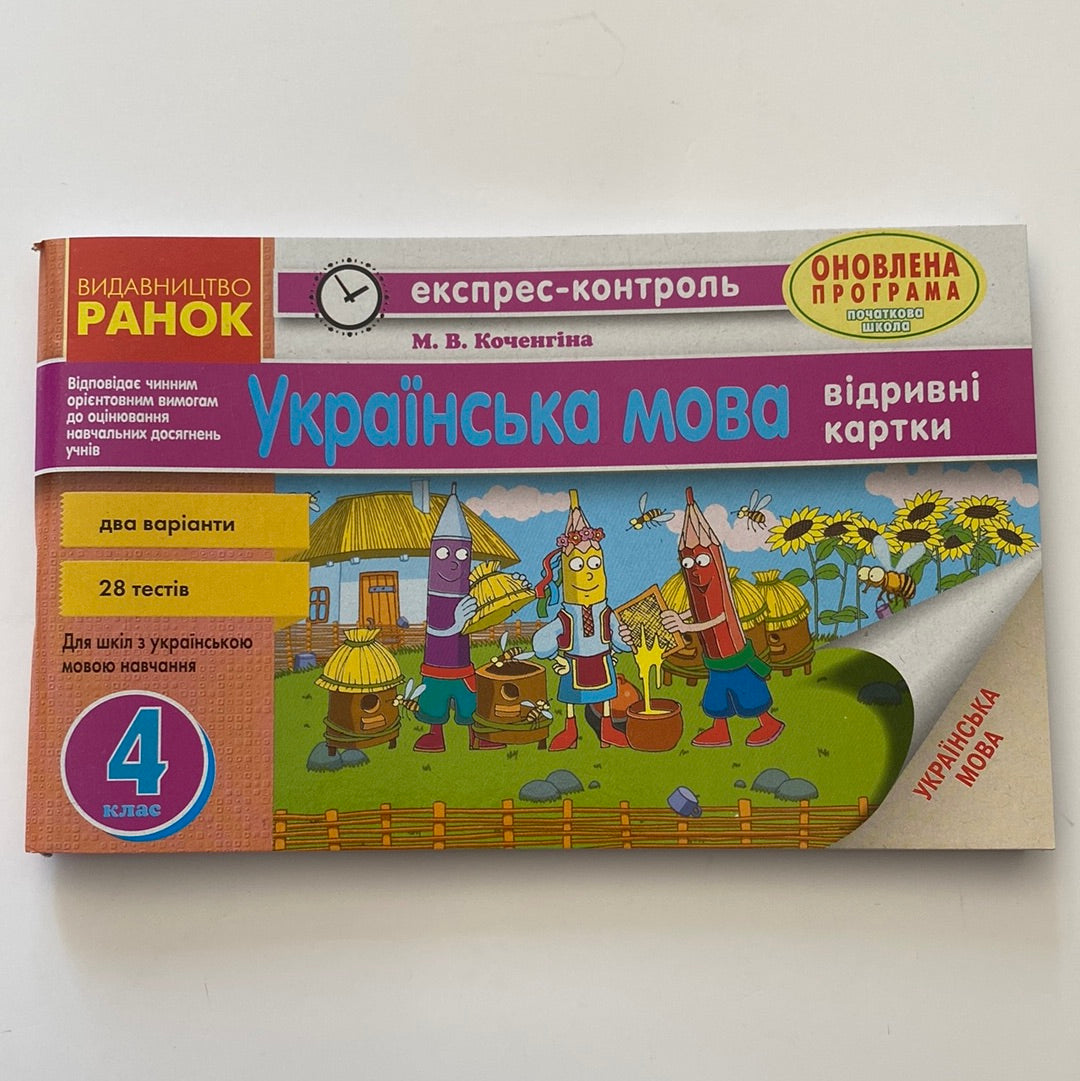 ВИДАВНИЦТВО
РАНОК
експрес-контроль
М. В. Коченгіна
ОНОВЛЕНА
ПРОГРАМА
початкова
школа
Відповідає чинним
орієнтовним вимогам
до оцінювання
навчальних досягнень
учнів
Українська мова
відривні
картки
два варіанти
28 тестів
Для шкіл з українською
мовою навчання
4
клас
УКРАЇНСЬКА
МОВА